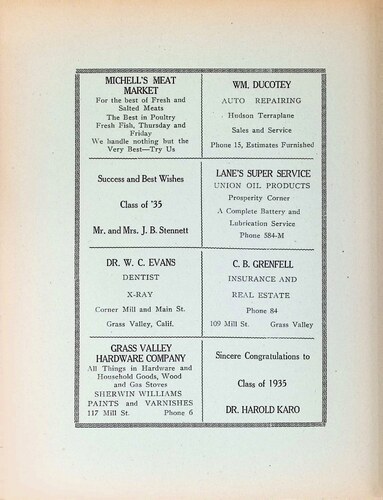 MICHELL'S MEAT
MARKET
For the best of Fresh and
Salted Meats
The Best in Poultry
Fresh Fish, Thursday and
Friday
We handle nothing but the
Very Best—Try Us
WM. DUCOTEY
AUTO REPAIRING
Hudson Terraplane
Sales and Service
Phone 15, Estimates Furnished
Success and Best Wishes
Class of '35
Mr. and Mrs. J. B. Stennett
LANE'S SUPER SERVICE
UNION OIL PRODUCTS
Prosperity Corner
A Complete Battery and
Lubrication Service
Phone 584-M
DR. W. C. EVANS
DENTIST
X-RAY
Corner Mill and Main St.
Grass Valley, Calif.
C. B. GRENFELL
INSURANCE AND
REAL ESTATE
Phone 84
109 Mill St. Grass Valley
GRASS VALLEY
HARDWARE COMPANY
All Things in Hardware and
Household Goods, Wood
and Gas Stoves
SHERWIN WILLIAMS
PAINTS and VARNISHES
117 Mill St. Phone 6
Sincere Congratulations to
Class of 1935
DR. HAROLD KARO